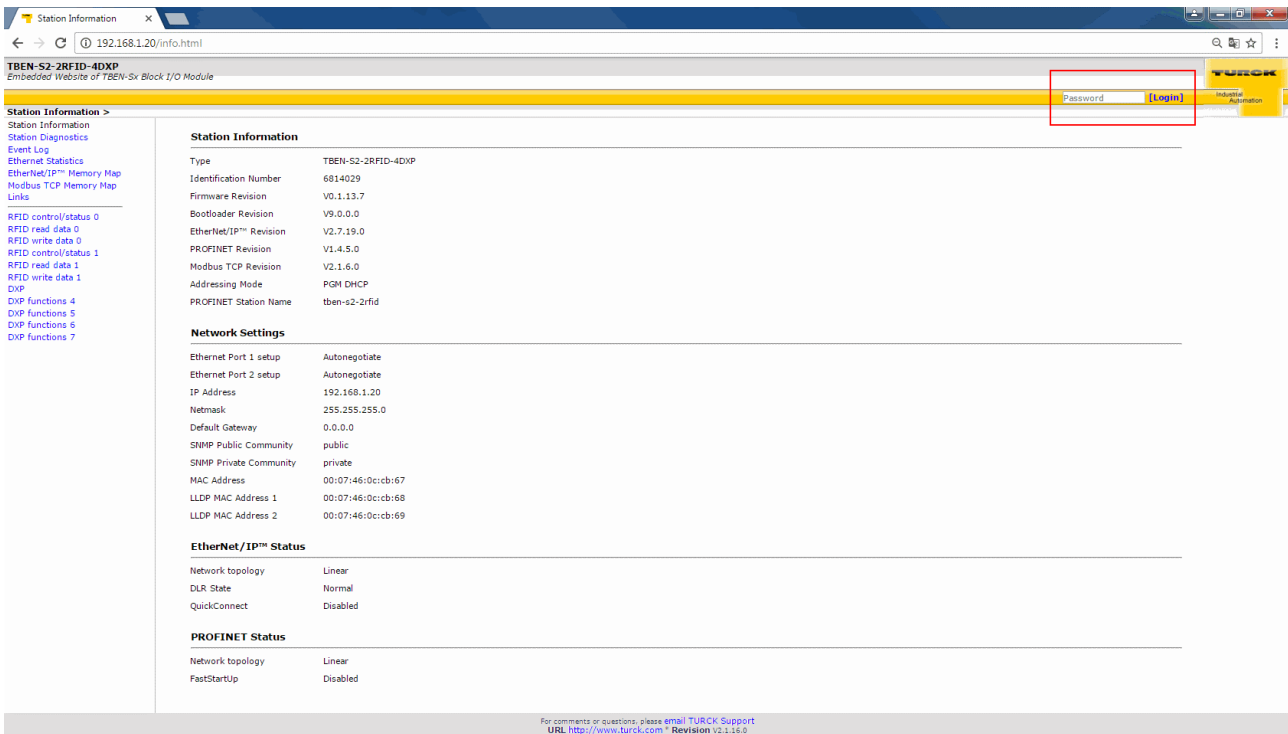 Station Information
192.168.1.20/info.html
TBEN-S2-2RFID-4DXP
Embedded Website of TBEN-Sx Block I/O Module
TURCK
Password [Login]
Industrial
Automation
Station Information >
Station Information
Station Diagnostics
Event Log
Ethernet Statistics
EtherNet/IP™ Memory Map
Modbus TCP Memory Map
Links
RFID control/status 0
RFID read data 0
RFID write data 0
RFID control/status 1
RFID read data 1
RFID write data 1
DXP
DXP functions 4
DXP functions 5
DXP functions 6
DXP functions 7
Station Information
Type TBEN-S2-2RFID-4DXP
Identification Number 6814029
Firmware Revision V0.1.13.7
Bootloader Revision V9.0.0.0
EtherNet/IP™ Revision V2.7.19.0
PROFINET Revision V1.4.5.0
Modbus TCP Revision V2.1.6.0
Addressing Mode PGM DHCP
PROFINET Station Name tben-s2-2rfid
Network Settings
Ethernet Port 1 setup Autonegotiate
Ethernet Port 2 setup Autonegotiate
IP Address 192.168.1.20
Netmask 255.255.255.0
Default Gateway 0.0.0.0
SNMP Public Community public
SNMP Private Community private
MAC Address 00:07:46:0c:cb:67
LLDP MAC Address 1 00:07:46:0c:cb:68
LLDP MAC Address 2 00:07:46:0c:cb:69
EtherNet/IP™ Status
Network topology Linear
DLR State Normal
QuickConnect Disabled
PROFINET Status
Network topology Linear
FastStartUp Disabled
For comments or questions, please email TURCK Support
URL http://www.turck.com * Revision V2.1.16.0